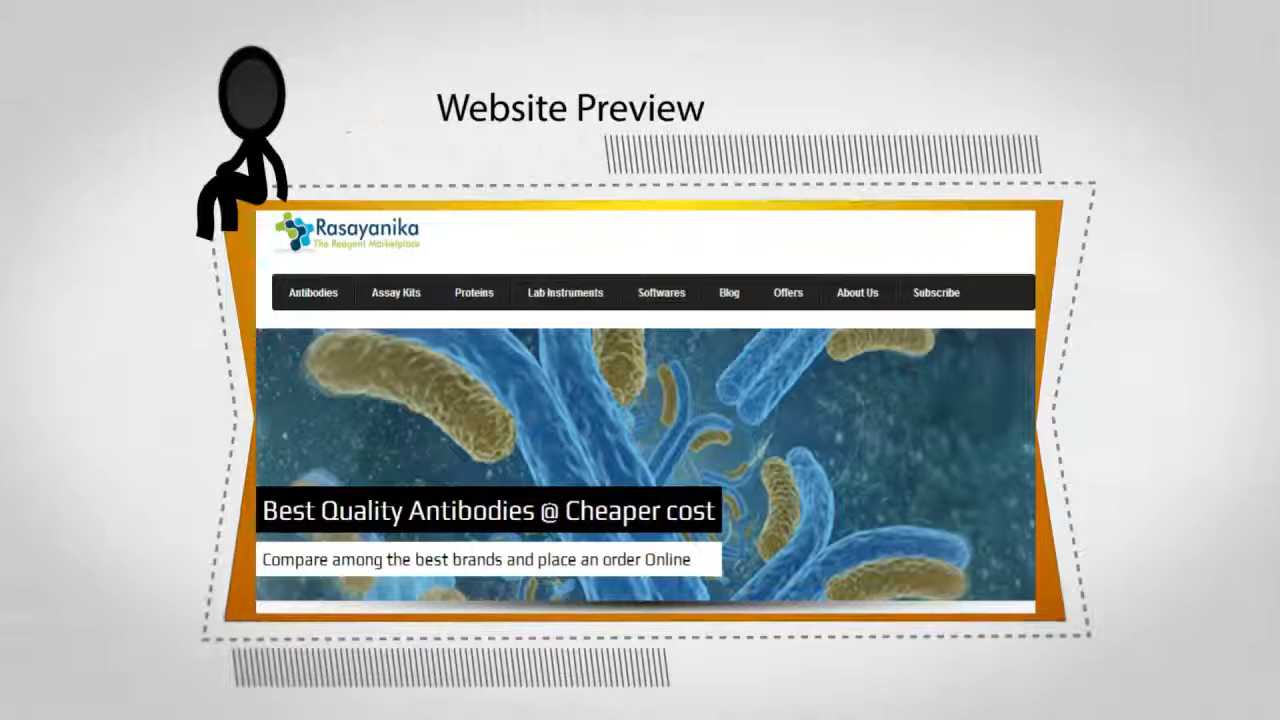 Website Preview
Rasayanika
The Reagent Marketplace
Antibodies Assay Kits Proteins Lab Instruments Softwares Blog Offers About Us Subscribe
Best Quality Antibodies @ Cheaper cost
Compare among the best brands and place an order Online